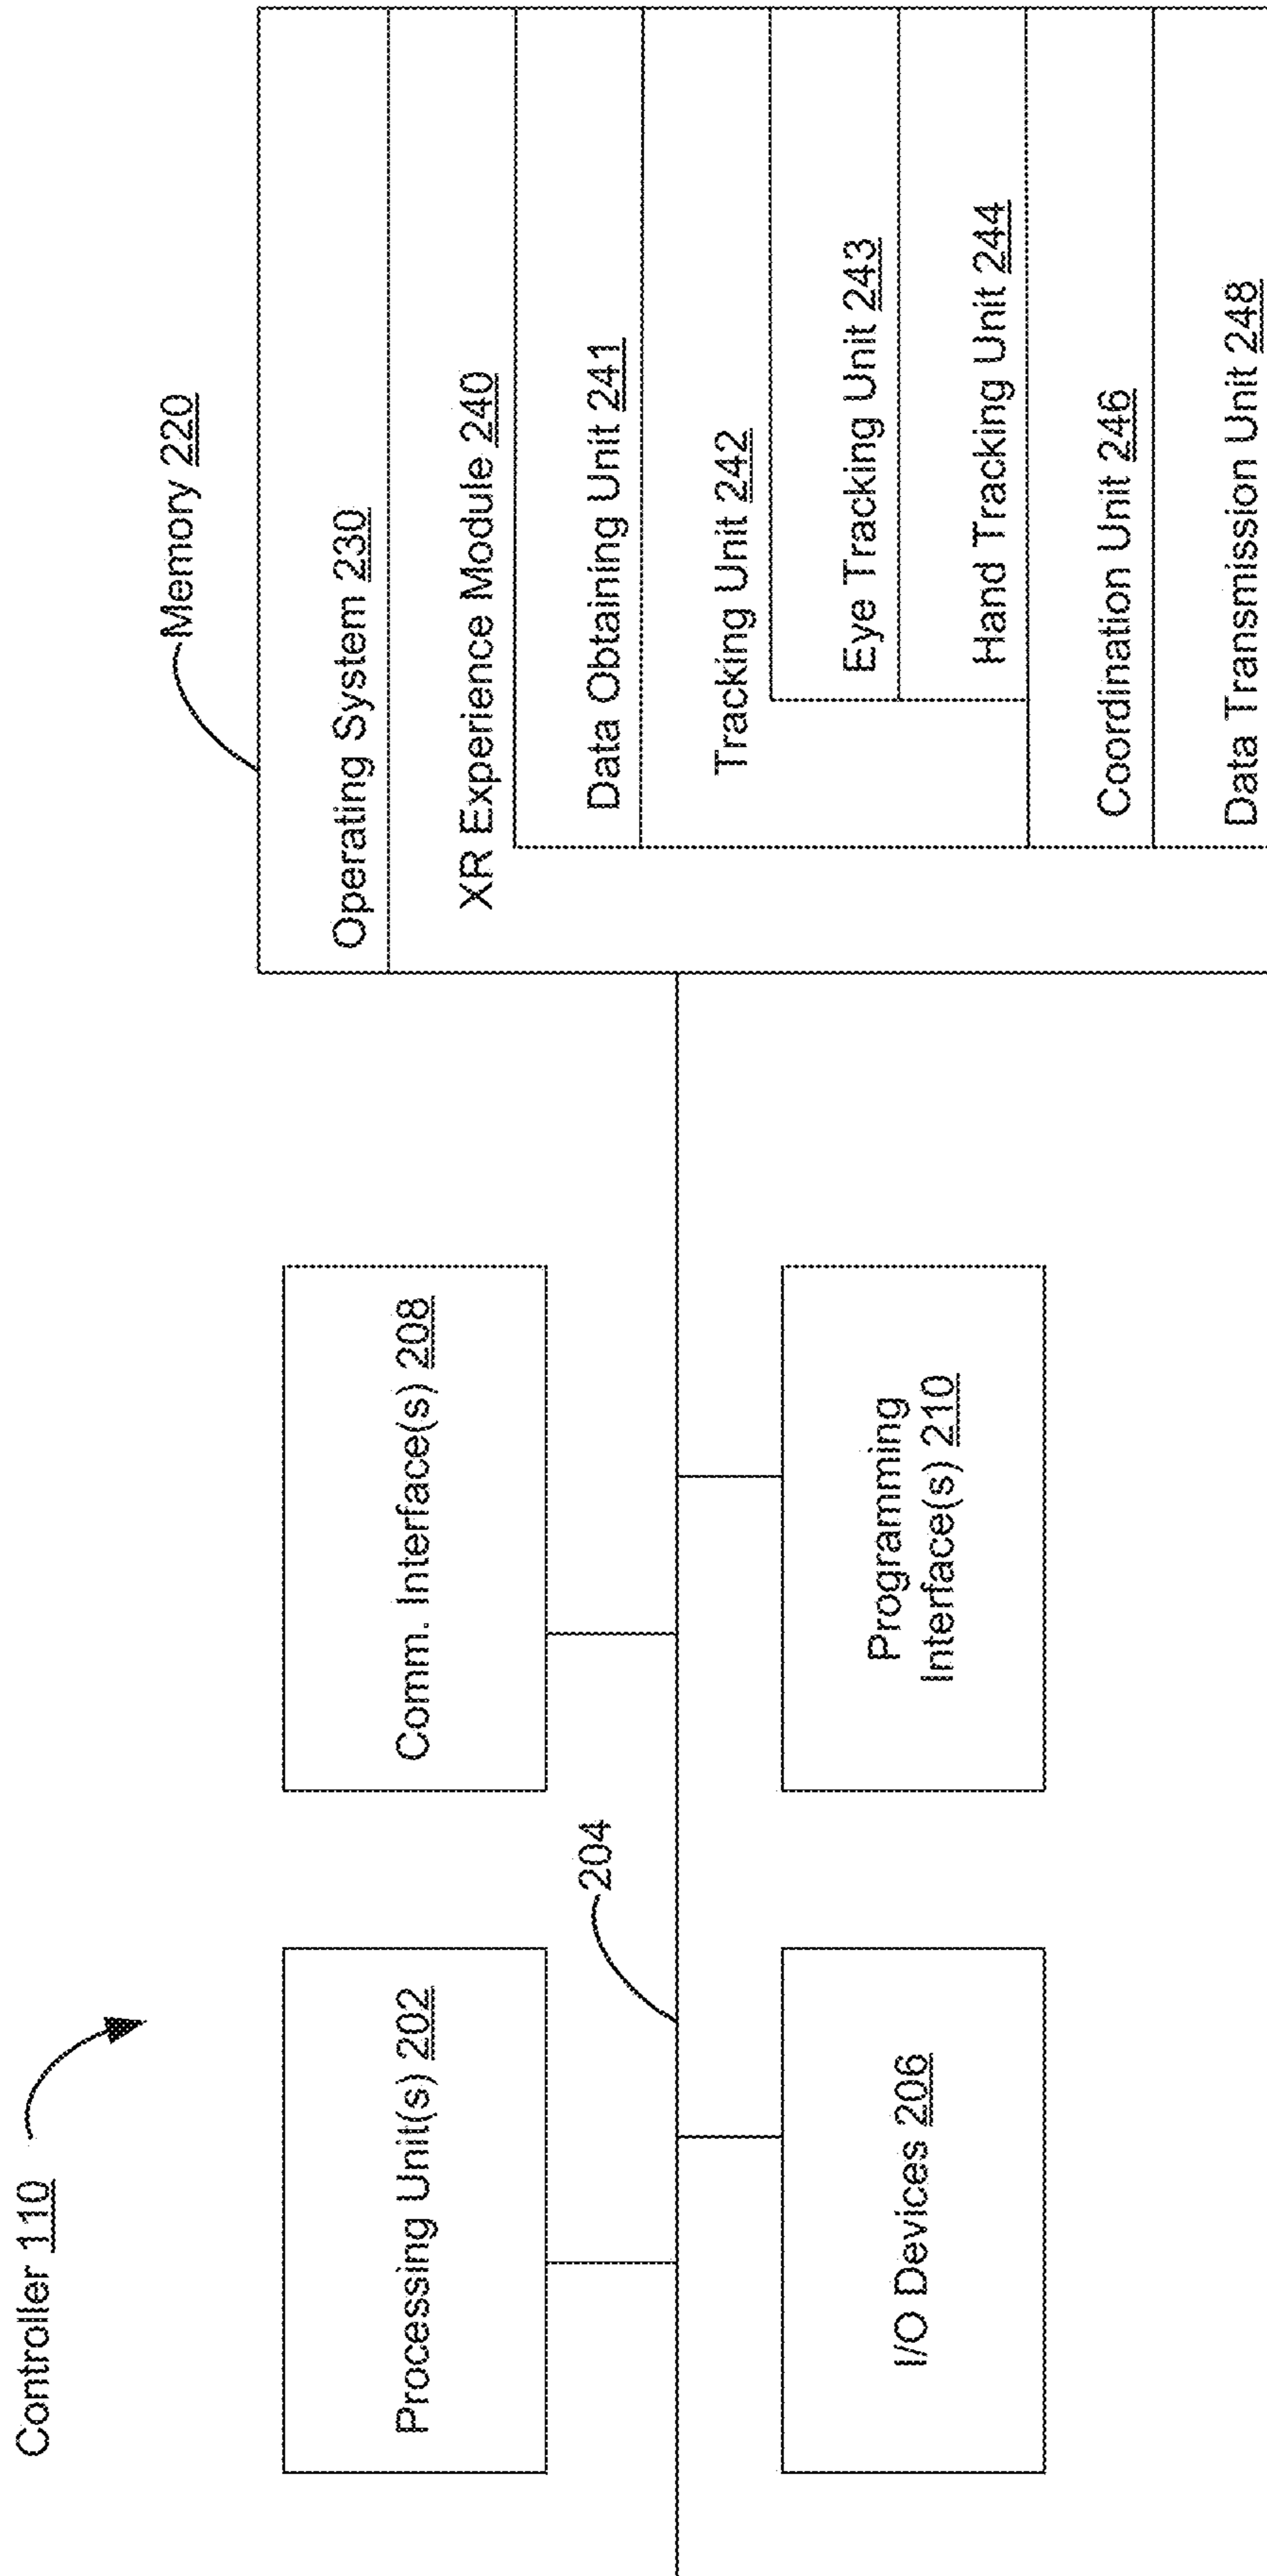 Controller 110
Processing Unit(s) 202
Comm. Interface(s) 208
204
I/O Devices 206
Programming
Interface(s) 210
Memory 220
Operating System 230
XR Experience Module 240
Data Obtaining Unit 241
Tracking Unit 242
Eye Tracking Unit 243
Hand Tracking Unit 244
Coordination Unit 246
Data Transmission Unit 248